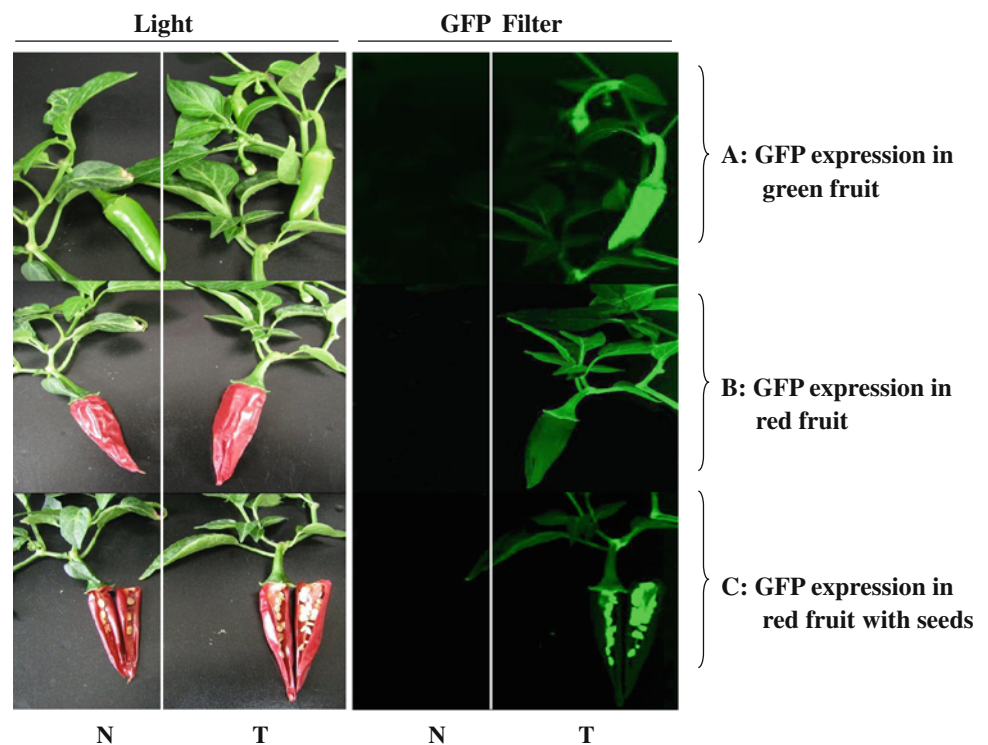 Light
GFP Filter
A: GFP expression in
green fruit
B: GFP expression in
red fruit
C: GFP expression in
red fruit with seeds
N
T
N
T